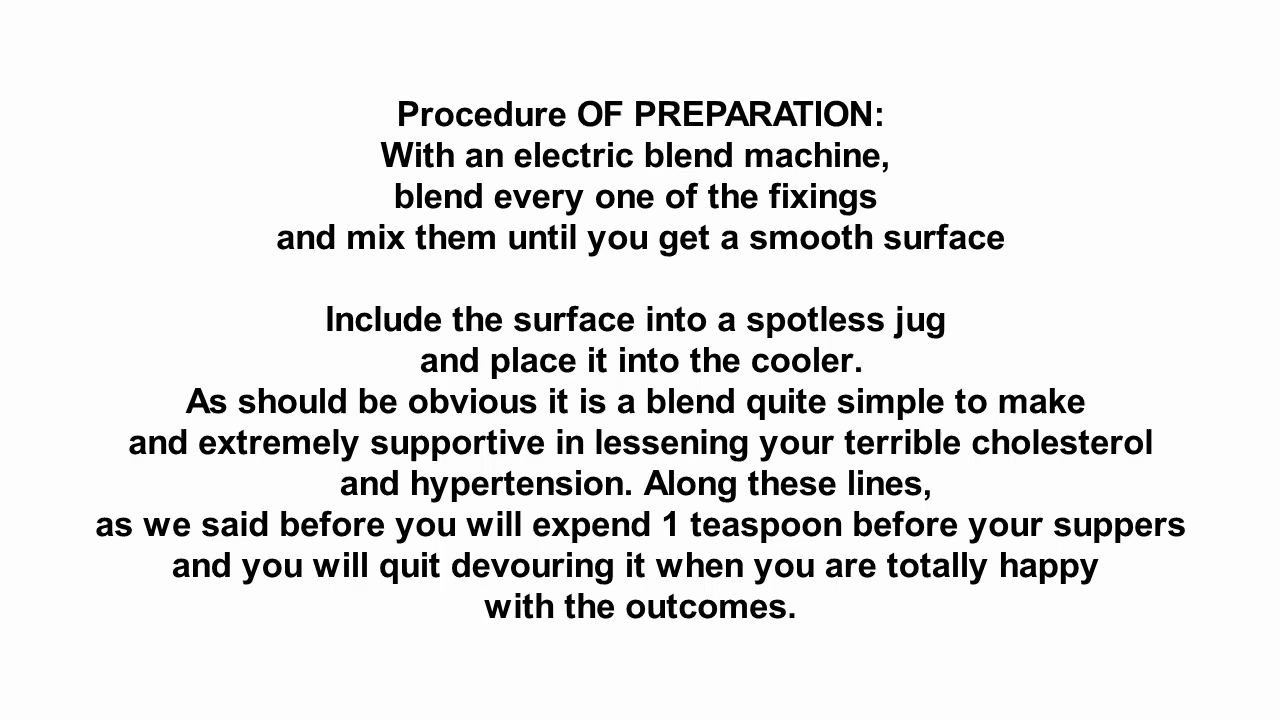 Procedure OF PREPARATION:
With an electric blend machine,
blend every one of the fixings
and mix them until you get a smooth surface
Include the surface into a spotless jug
and place it into the cooler.
As should be obvious it is a blend quite simple to make
and extremely supportive in lessening your terrible cholesterol
and hypertension. Along these lines,
as we said before you will expend 1 teaspoon before your suppers
and you will quit devouring it when you are totally happy
with the outcomes.